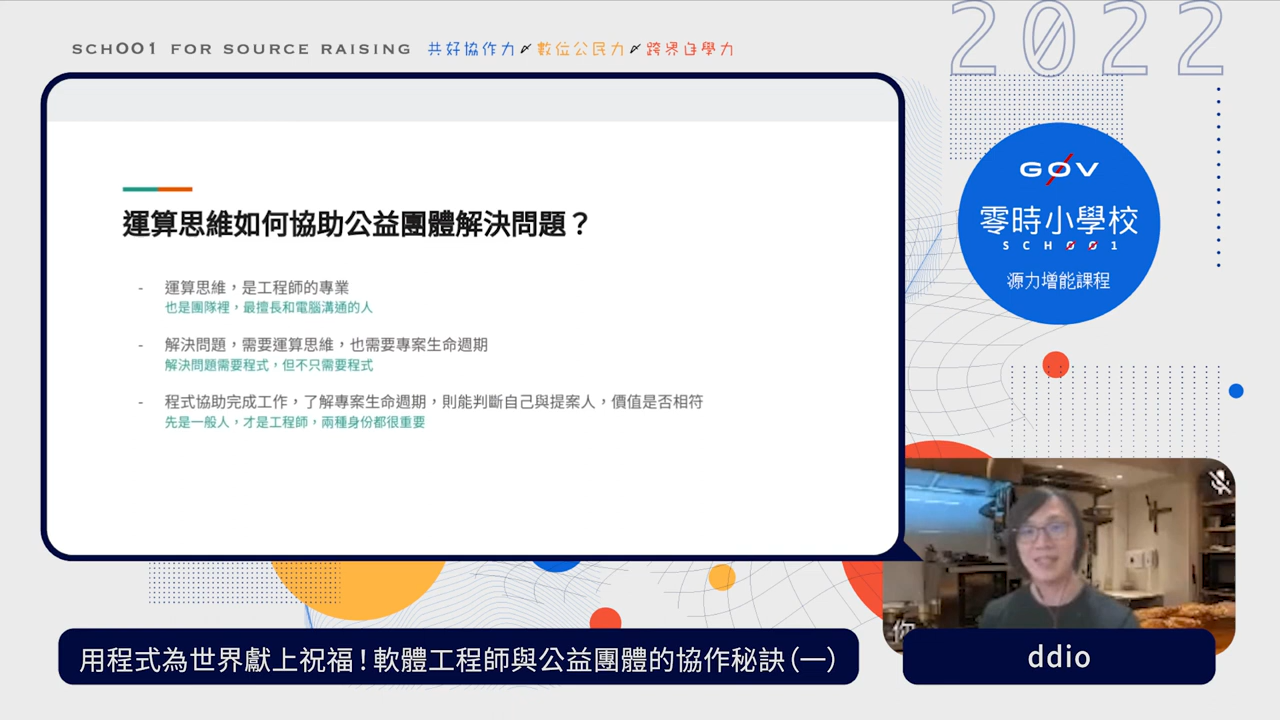 SCHOO1 FOR SOURCE RAISING 共好協作力 數位公民力 跨界自學力
2022
GØV
零時小學校
SCHØØ1
源力增能課程
運算思維如何協助公益團體解決問題？
- 運算思維，是工程師的專業
也是團隊裡，最擅長和電腦溝通的人
- 解決問題，需要運算思維，也需要專案生命週期
解決問題需要程式，但不只需要程式
- 程式協助完成工作，了解專案生命週期，則能判斷自己與提案人，價值是否相符
先是一般人，才是工程師，兩種身份都很重要
你
用程式為世界獻上祝福！軟體工程師與公益團體的協作秘訣（一）
ddio